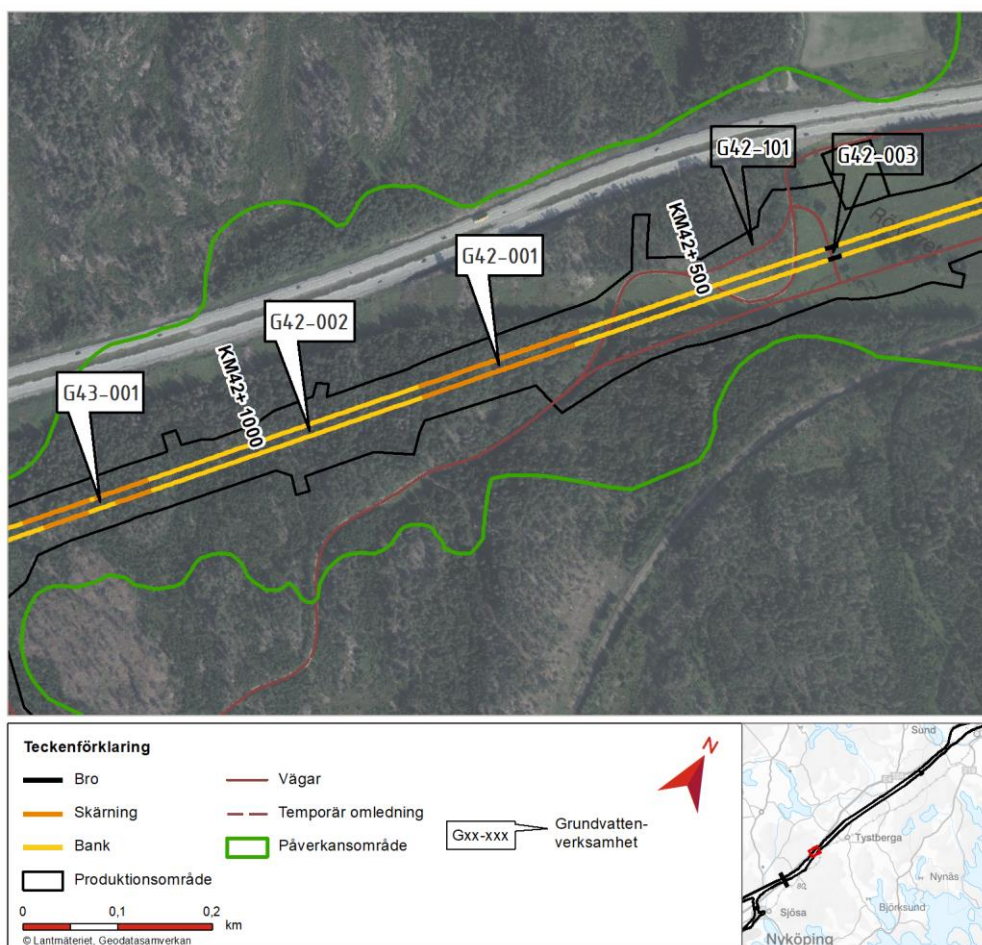 G42-101
G42-003
KM42+ 500
G42-001
G42-002
KM42+ 1000
G43-001
Teckenförklaring
Bro
Skärning
Bank
Produktionsområde
Vägar
Temporär omledning
Påverkansområde
Gxx-xxx
Grundvatten-
verksamhet
N
0 0,1 0,2
km
© Lantmäteriet, Geodatasamverkan
Sund
Tystberga
Nynäs
Björksund
Sjösa
Nyköping